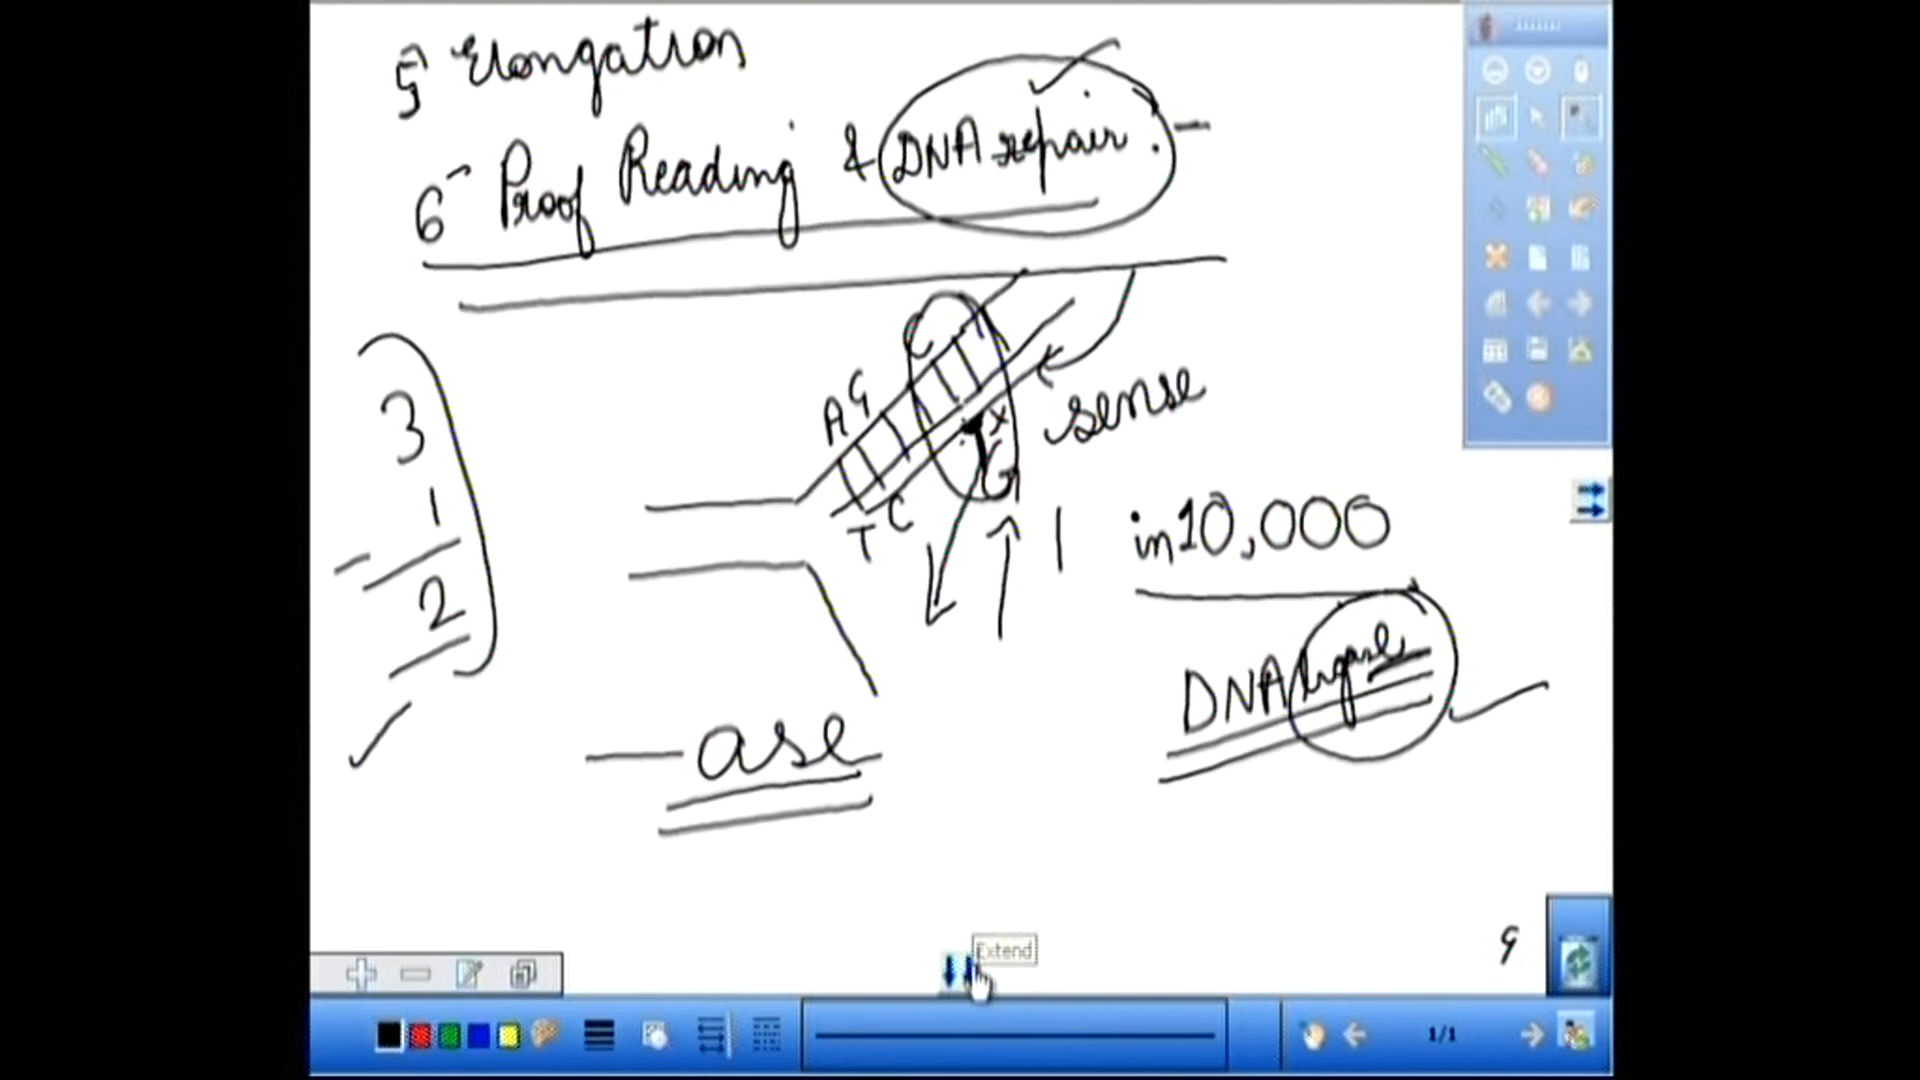 5 Elongation
6 Proof Reading & DNA repair.
3
1
2
A G C
T C X G
sense
1 in 10,000
DNA ligase
ase
9
Extend
1/1